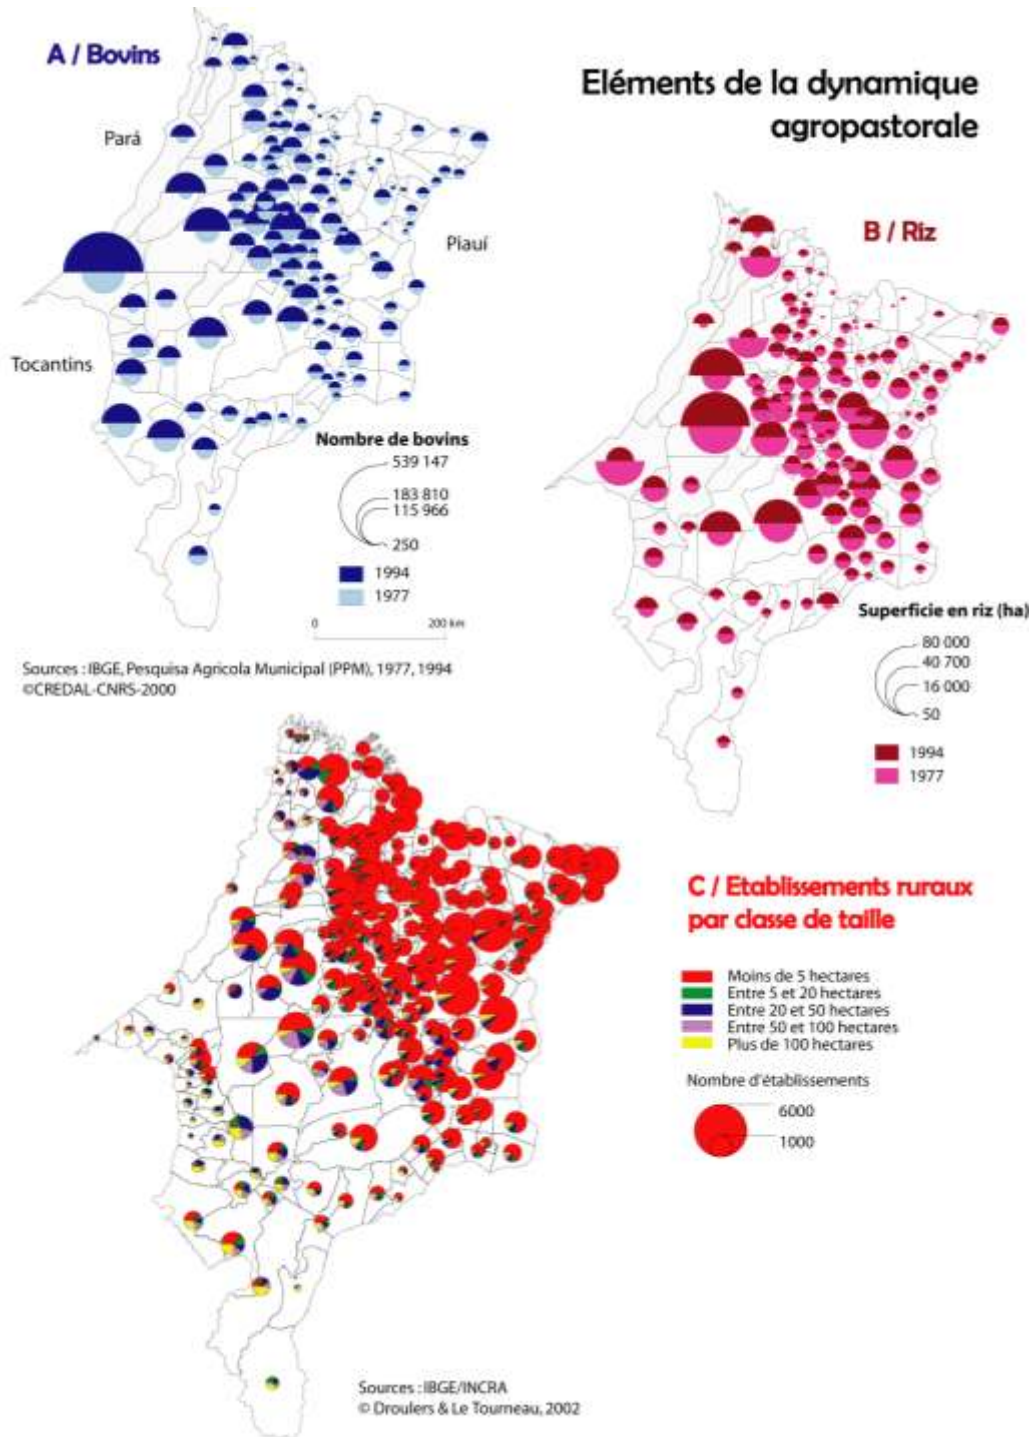 A / Bovins
Eléments de la dynamique
agropastorale
Pará
Piauí
Tocantins
Nombre de bovins
539 147
183 810
115 966
250
1994
1977
0
200 km
Sources : IBGE, Pesquisa Agricola Municipal (PPM), 1977, 1994
©CREDAL-CNRS-2000
B / Riz
Superficie en riz (ha)
80 000
40 700
16 000
50
1994
1977
C / Etablissements ruraux
par classe de taille
Moins de 5 hectares
Entre 5 et 20 hectares
Entre 20 et 50 hectares
Entre 50 et 100 hectares
Plus de 100 hectares
Nombre d'établissements
6000
1000
Sources : IBGE/INCRA
© Droulers & Le Tourneau, 2002